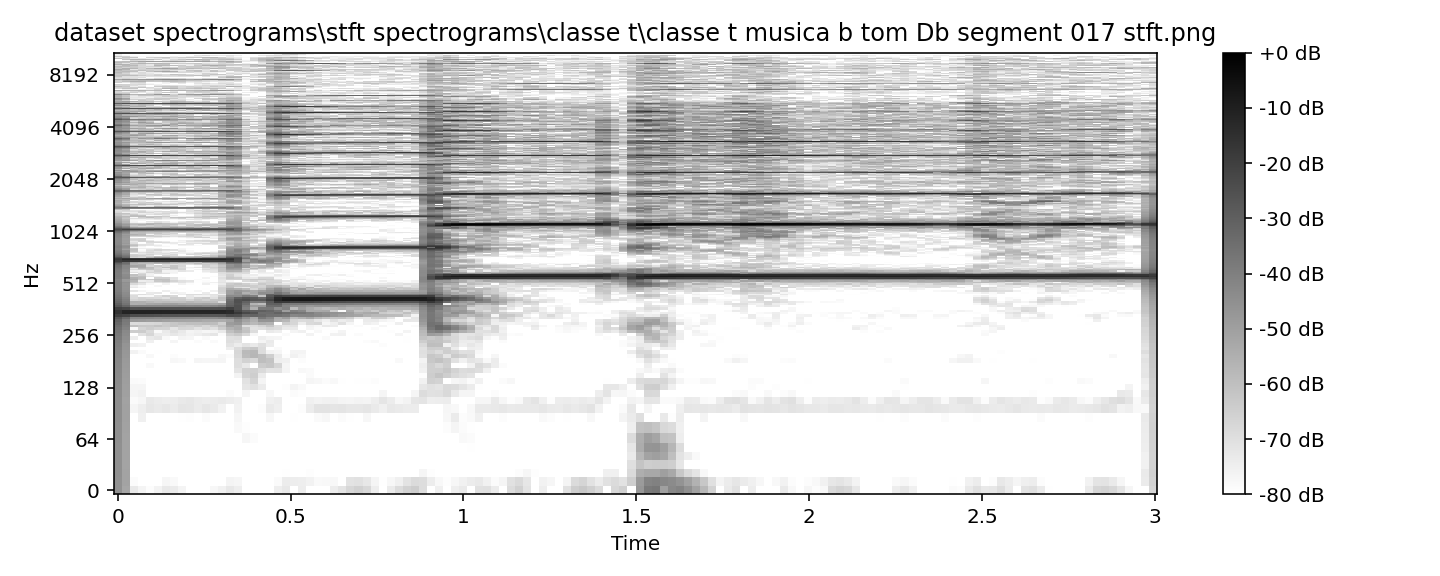 dataset spectrograms\stft spectrograms\classe t\classe t musica b tom Db segment 017 stft.png
8192
4096
2048
1024
512
256
128
64
0
Hz
0
0.5
1
1.5
2
2.5
3
Time
+0 dB
-10 dB
-20 dB
-30 dB
-40 dB
-50 dB
-60 dB
-70 dB
-80 dB